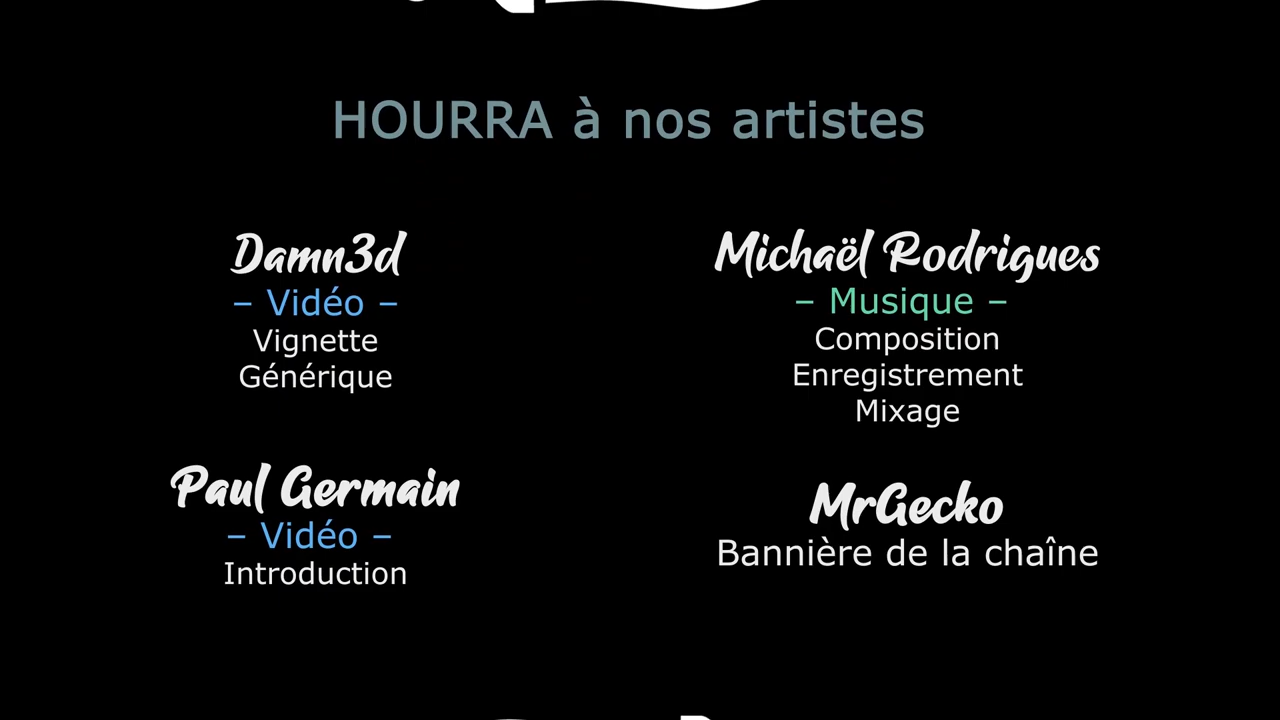 HOURRA à nos artistes
Damn3d
– Vidéo –
Vignette
Générique
Michaël Rodrigues
– Musique –
Composition
Enregistrement
Mixage
Paul Germain
– Vidéo –
Introduction
MrGecko
Bannière de la chaîne